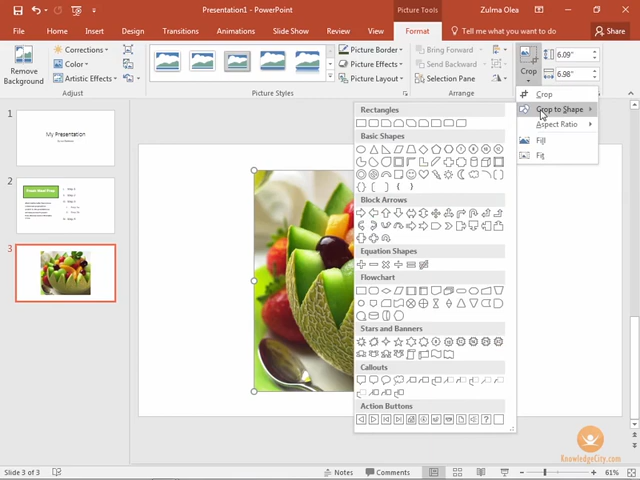 Presentation1 - PowerPoint
Picture Tools
Zulma Olea
File
Home
Insert
Design
Transitions
Animations
Slide Show
Review
View
Format
Tell me what you want to do
Share
Remove
Background
Corrections
Color
Artistic Effects
Adjust
Picture Styles
Picture Border
Picture Effects
Picture Layout
Bring Forward
Send Backward
Selection Pane
Arrange
Crop
6.09"
6.98"
Crop
Crop to Shape
Aspect Ratio
Fill
Fit
Rectangles
Basic Shapes
Block Arrows
Equation Shapes
Flowchart
Stars and Banners
Callouts
Action Buttons
1
My Presentation
2
3
KnowledgeCity.com
Slide 3 of 3
Notes
Comments
61%